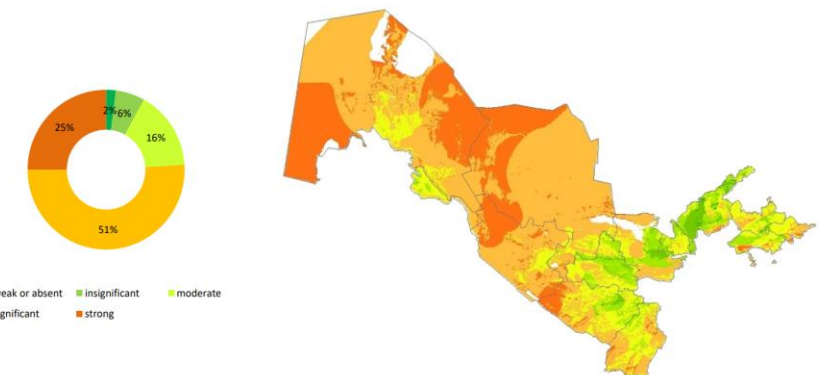 2% 6%
25%
16%
51%
eak or absent insignificant moderate
gnificant strong